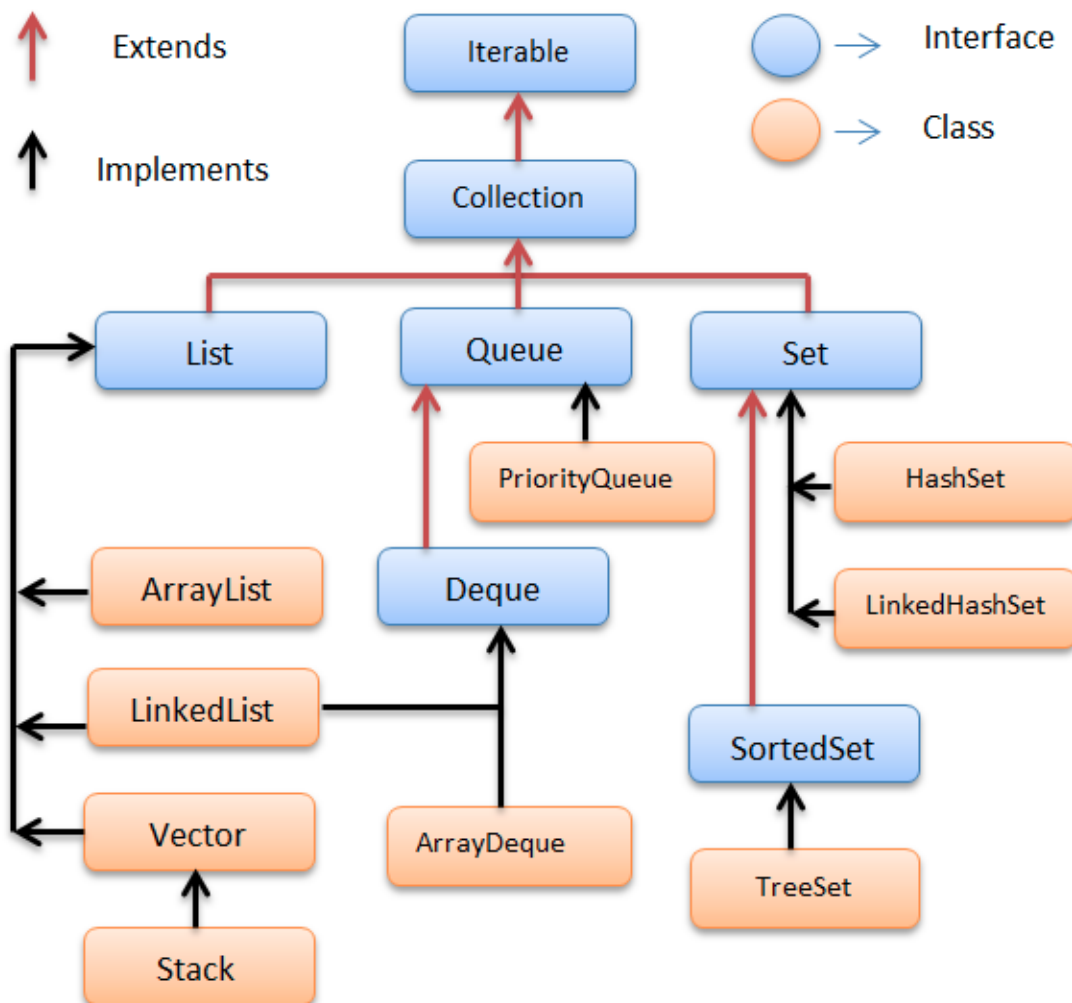 Extends
Iterable
Interface
Implements
Class
Collection
List
Queue
Set
PriorityQueue
HashSet
ArrayList
Deque
LinkedHashSet
LinkedList
SortedSet
Vector
ArrayDeque
TreeSet
Stack